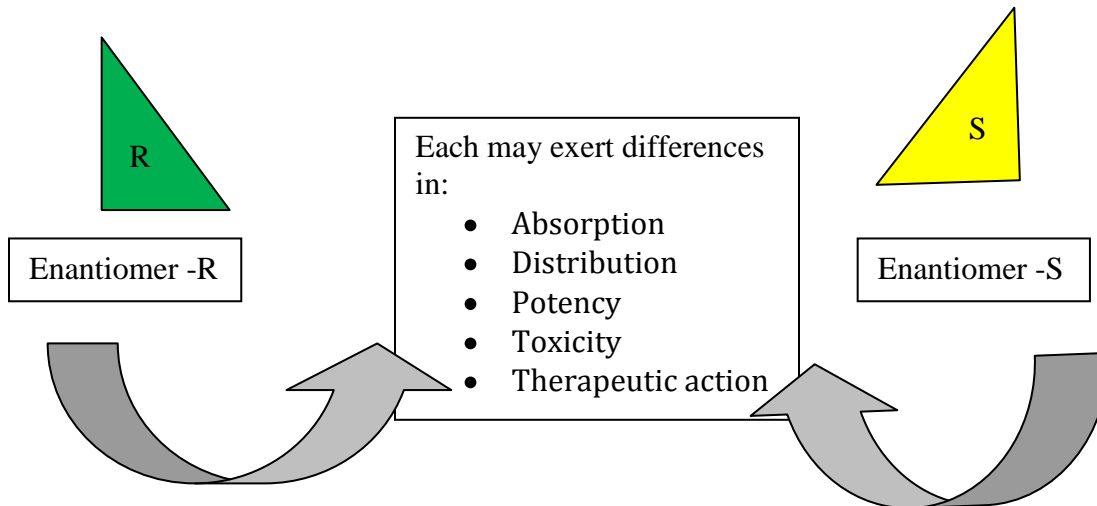 R
S
Each may exert differences
in:
• Absorption
• Distribution
• Potency
• Toxicity
• Therapeutic action
Enantiomer -R
Enantiomer -S